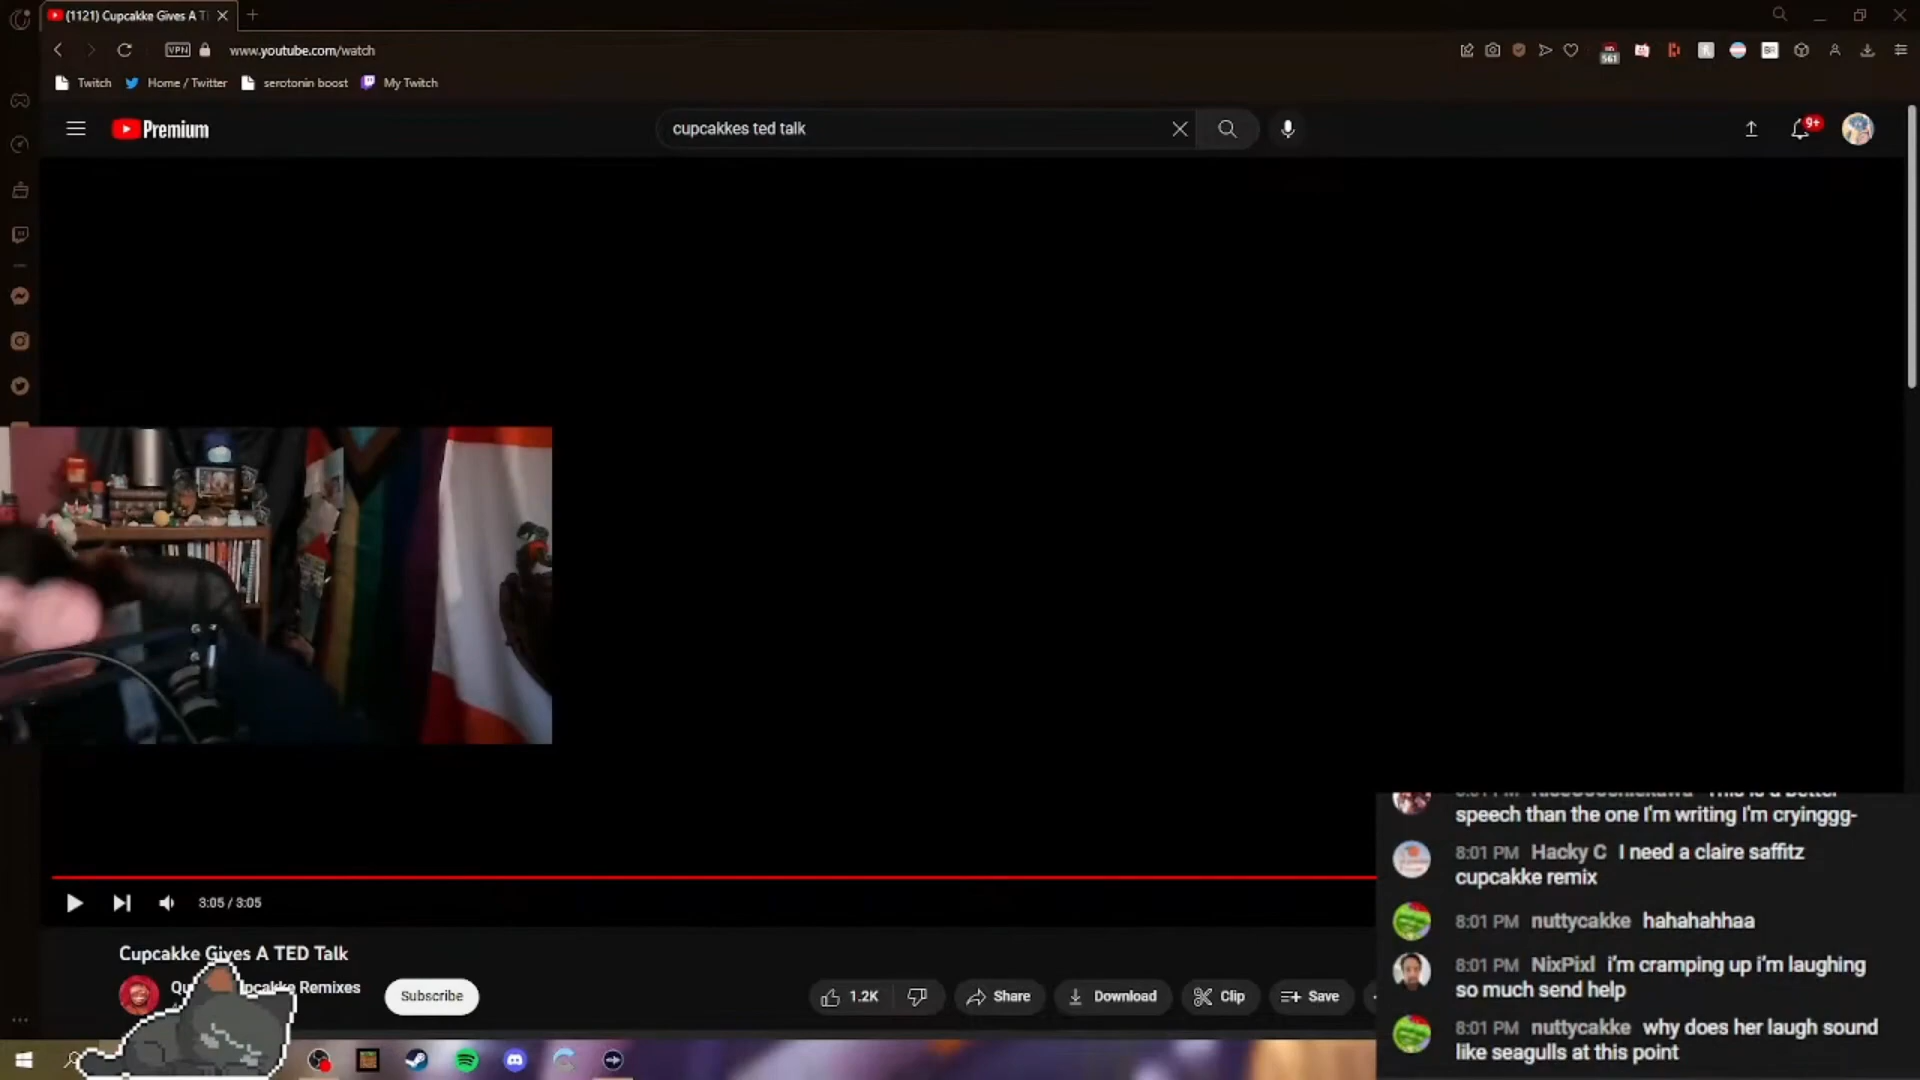 (1121) Cupcakke Gives A T
VPN www.youtube.com/watch
561
Twitch Home / Twitter serotonin boost My Twitch
Premium cupcakkes ted talk 9+
speech than the one I'm writing I'm cryinggg-
8:01 PM Hacky C I need a claire saffitz
cupcakke remix
8:01 PM nuttycakke hahahahhaa
8:01 PM NixPixl i'm cramping up i'm laughing
so much send help
8:01 PM nuttycakke why does her laugh sound
like seagulls at this point
3:05 / 3:05
Cupcakke Gives A TED Talk
Remixes Subscribe 1.2K Share Download Clip Save